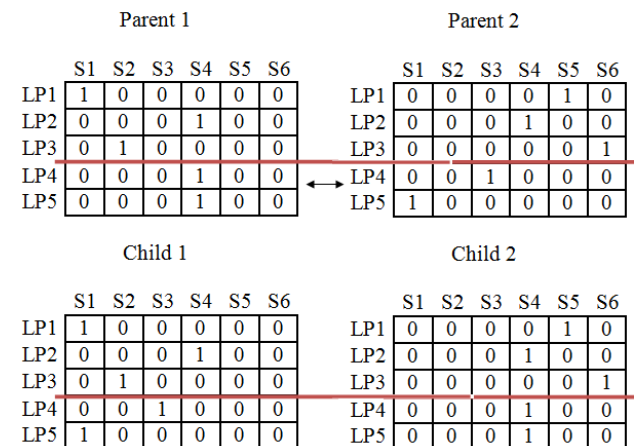 Parent 1 Parent 2
S1 S2 S3 S4 S5 S6 S1 S2 S3 S4 S5 S6
LP1 1 0 0 0 0 0 LP1 0 0 0 0 1 0
LP2 0 0 0 1 0 0 LP2 0 0 0 1 0 0
LP3 0 1 0 0 0 0 LP3 0 0 0 0 0 1
LP4 0 0 0 1 0 0 LP4 0 0 1 0 0 0
LP5 0 0 0 1 0 0 LP5 1 0 0 0 0 0
Child 1 Child 2
S1 S2 S3 S4 S5 S6 S1 S2 S3 S4 S5 S6
LP1 1 0 0 0 0 0 LP1 0 0 0 0 1 0
LP2 0 0 0 1 0 0 LP2 0 0 0 1 0 0
LP3 0 1 0 0 0 0 LP3 0 0 0 0 0 1
LP4 0 0 1 0 0 0 LP4 0 0 0 1 0 0
LP5 1 0 0 0 0 0 LP5 0 0 0 1 0 0